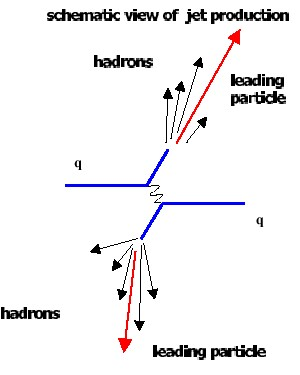 schematic view of jet production
hadrons
leading
particle
q
q
hadrons
leading particle